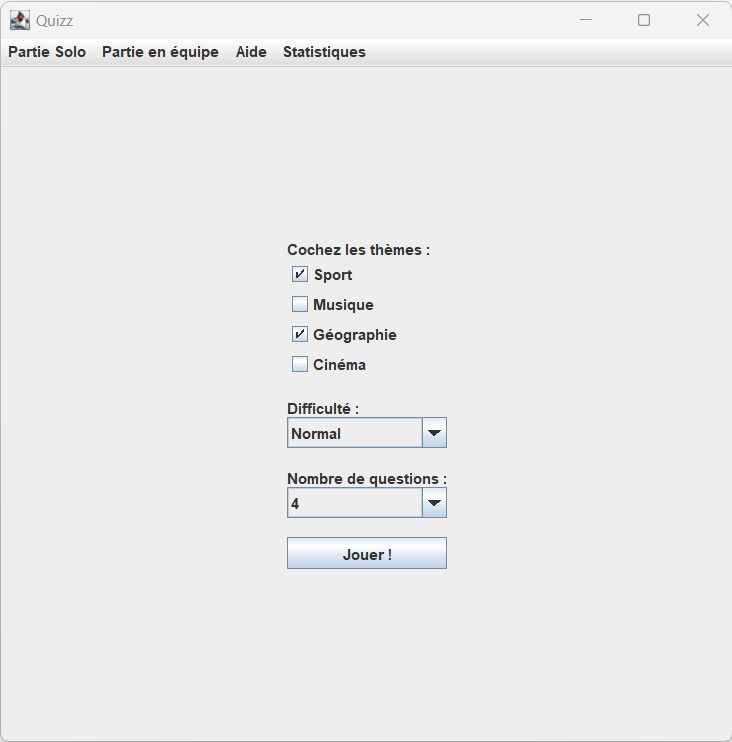 Quizz
Partie Solo Partie en équipe Aide Statistiques
Cochez les thèmes :
Sport
Musique
Géographie
Cinéma
Difficulté :
Normal
Nombre de questions :
4
Jouer !